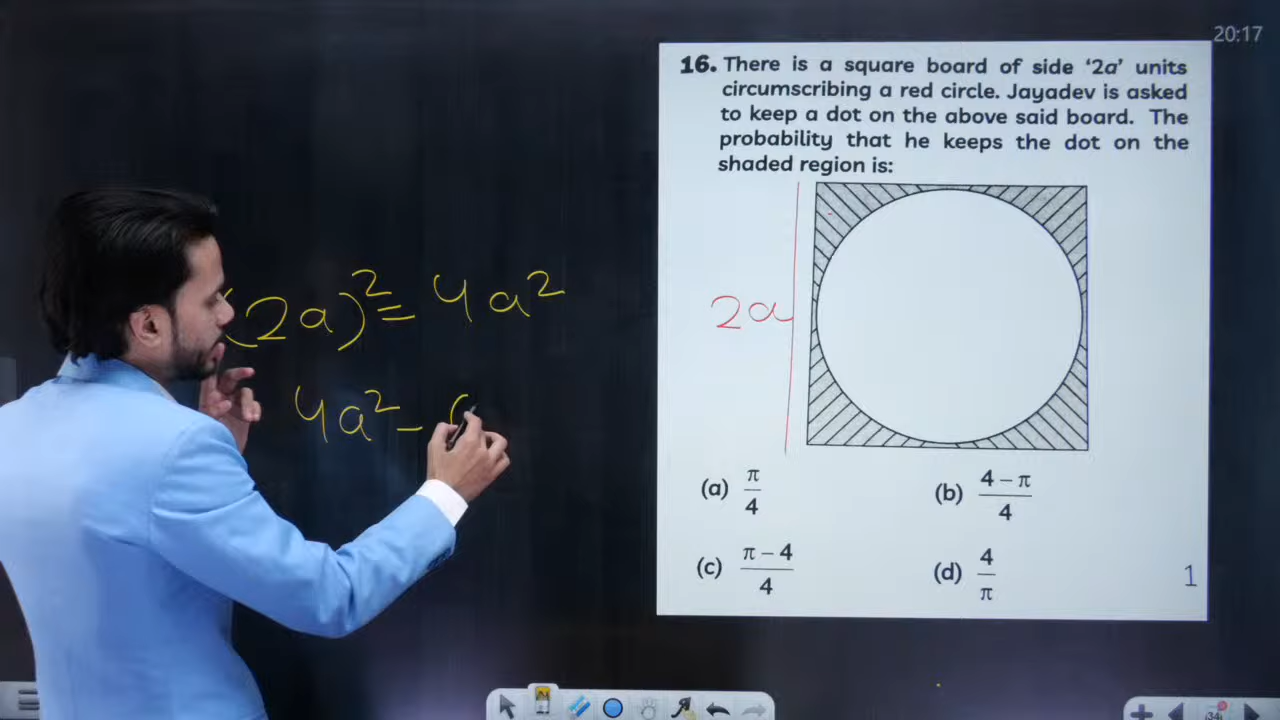 20:17
16. There is a square board of side ‘2a’ units
circumscribing a red circle. Jayadev is asked
to keep a dot on the above said board. The
probability that he keeps the dot on the
shaded region is:
2a
(a) π/4
(b) (4 – π)/4
(c) (π – 4)/4
(d) 4/π
1
(2a)² = 4a²
4a² –